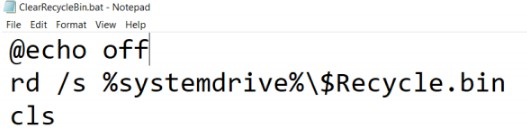 ClearRecycleBin.bat - Notepad
File Edit Format View Help
@echo off
rd /s %systemdrive%\$Recycle.bin
cls